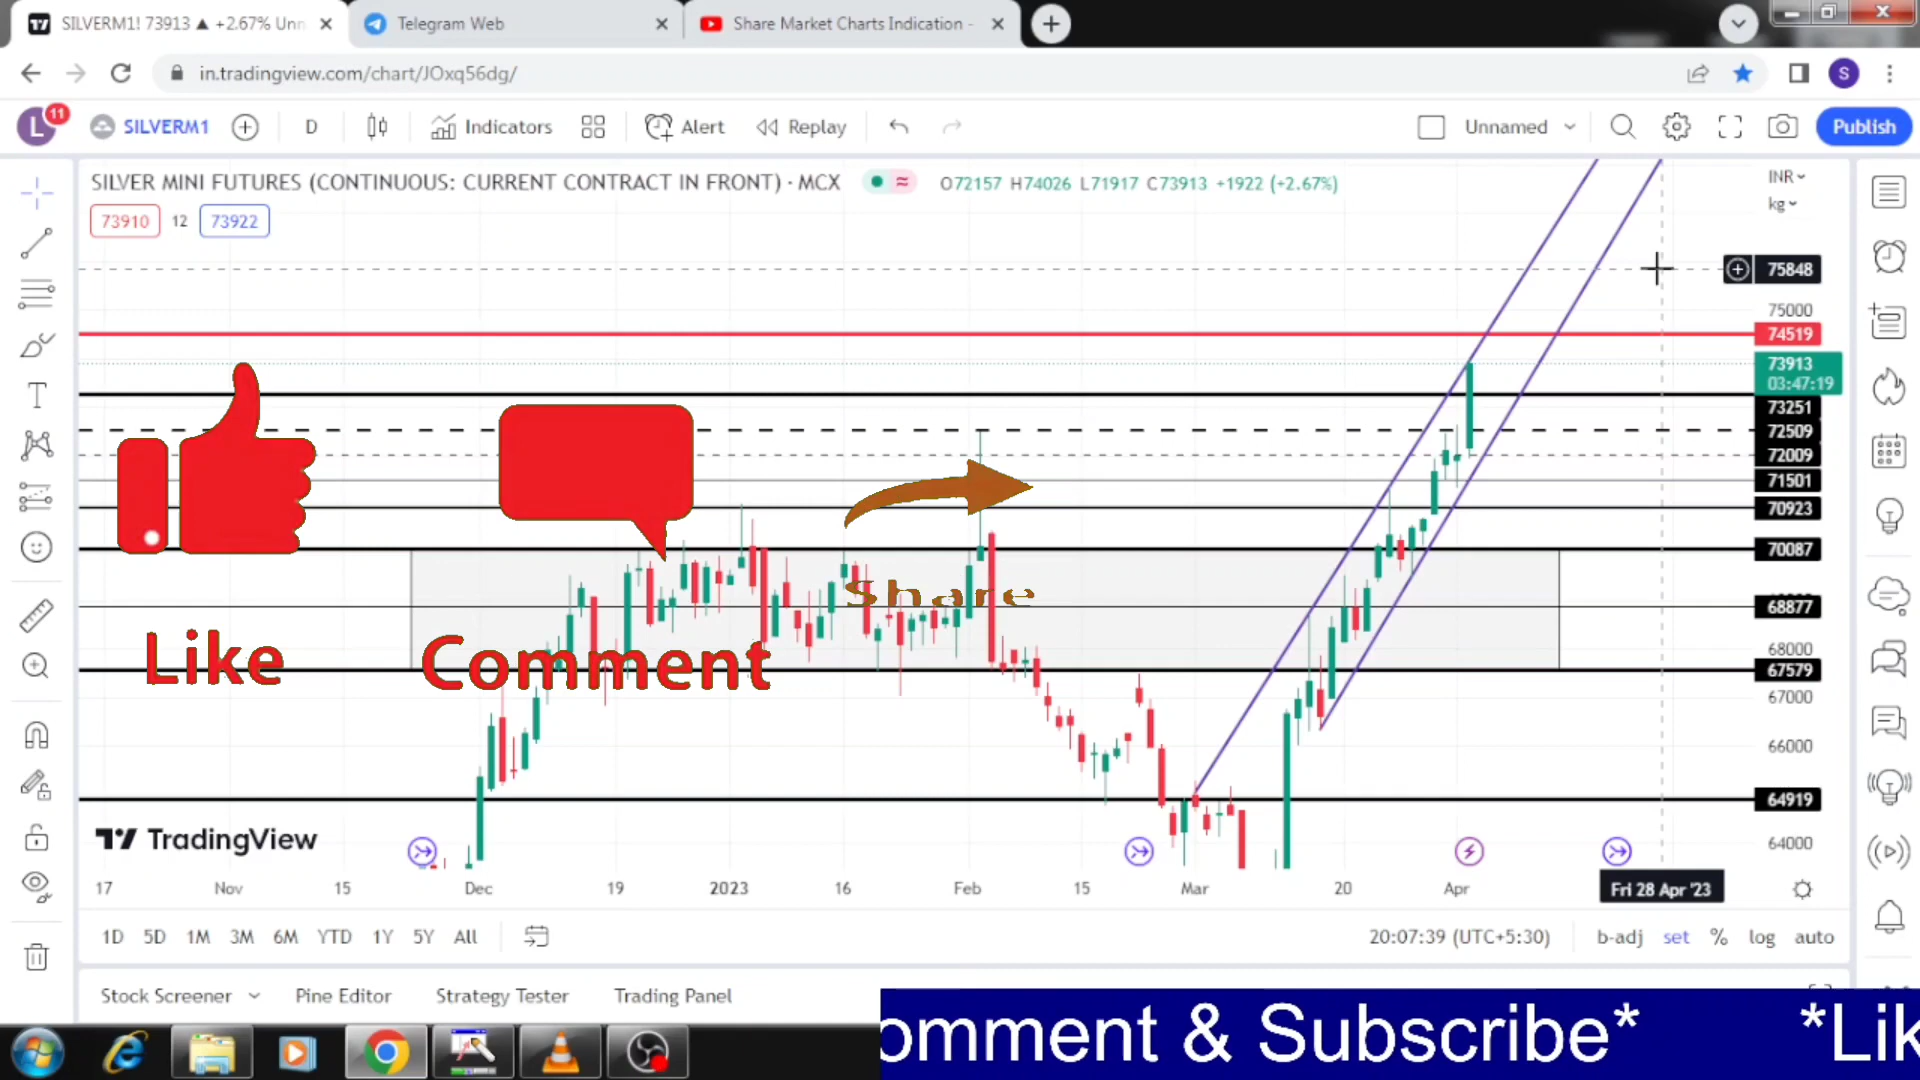 SILVERM1! 73913 ▲ +2.67% Unn
Telegram Web
Share Market Charts Indication -
in.tradingview.com/chart/JOxq56dg/
S
L
11
SILVERM1
D
Indicators
Alert
Replay
Unnamed
Publish
SILVER MINI FUTURES (CONTINUOUS: CURRENT CONTRACT IN FRONT) · MCX
O72157 H74026 L71917 C73913 +1922 (+2.67%)
INR
kg
73910
12
73922
75848
75000
74519
73913
03:47:19
73251
72509
72009
71501
70923
70087
68877
68000
67579
67000
66000
64919
64000
Share
Like
Comment
TradingView
17
Nov
15
Dec
19
2023
16
Feb
15
Mar
20
Apr
Fri 28 Apr '23
1D 5D 1M 3M 6M YTD 1Y 5Y All
20:07:39 (UTC+5:30)
b-adj set % log auto
Stock Screener
Pine Editor
Strategy Tester
Trading Panel
omment & Subscribe* *Lik